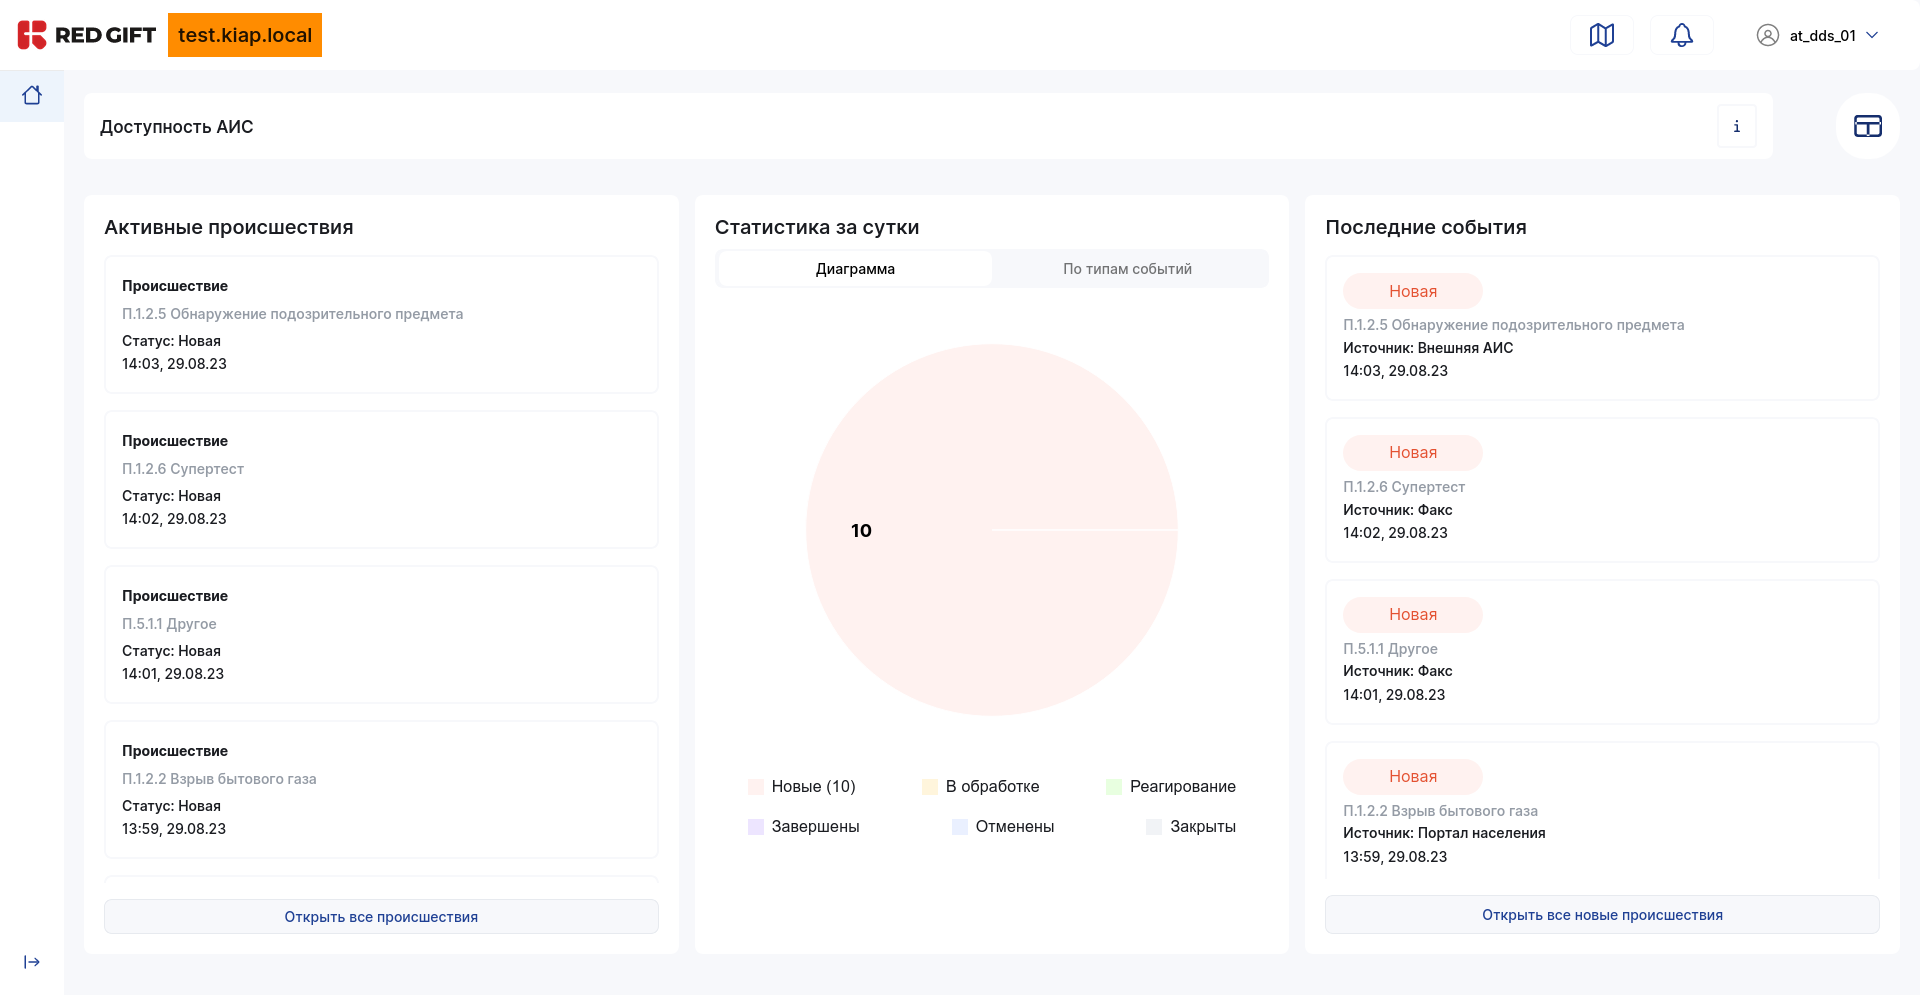 RED GIFT
test.kiap.local
at_dds_01
Доступность АИС
i
Активные происшествия
Происшествие
П.1.2.5 Обнаружение подозрительного предмета
Статус: Новая
14:03, 29.08.23
Происшествие
П.1.2.6 Супертест
Статус: Новая
14:02, 29.08.23
Происшествие
П.5.1.1 Другое
Статус: Новая
14:01, 29.08.23
Происшествие
П.1.2.2 Взрыв бытового газа
Статус: Новая
13:59, 29.08.23
Открыть все происшествия
Статистика за сутки
Диаграмма
По типам событий
10
Новые (10)
В обработке
Реагирование
Завершены
Отменены
Закрыты
Последние события
Новая
П.1.2.5 Обнаружение подозрительного предмета
Источник: Внешняя АИС
14:03, 29.08.23
Новая
П.1.2.6 Супертест
Источник: Факс
14:02, 29.08.23
Новая
П.5.1.1 Другое
Источник: Факс
14:01, 29.08.23
Новая
П.1.2.2 Взрыв бытового газа
Источник: Портал населения
13:59, 29.08.23
Открыть все новые происшествия